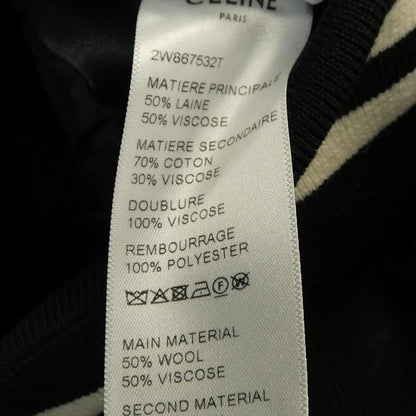 CELINE
PARIS
2W867532T
MATIERE PRINCIPALE
50% LAINE
50% VISCOSE
MATIERE SECONDAIRE
70% COTON
30% VISCOSE
DOUBLURE
100% VISCOSE
REMBOURRAGE
100% POLYESTER
MAIN MATERIAL
50% WOOL
50% VISCOSE
SECOND MATERIAL